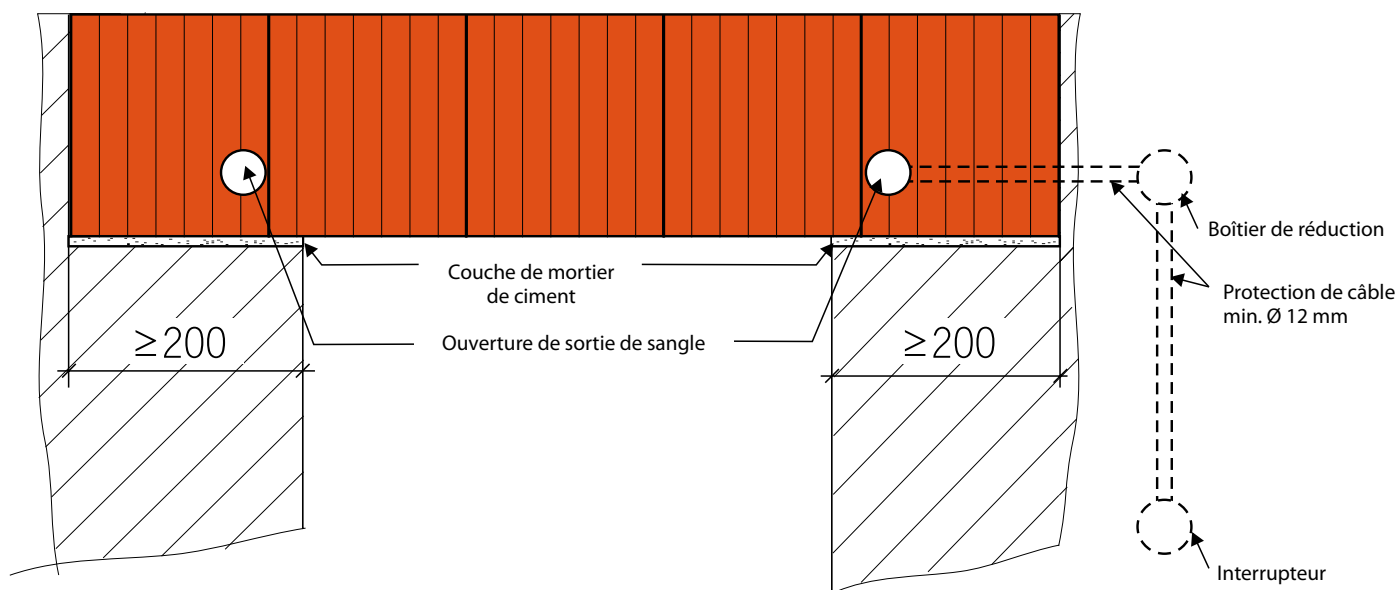 Boîtier de réduction
Couche de mortier
de ciment
Protection de câble
min. Ø 12 mm
≥200
Ouverture de sortie de sangle
≥200
Interrupteur